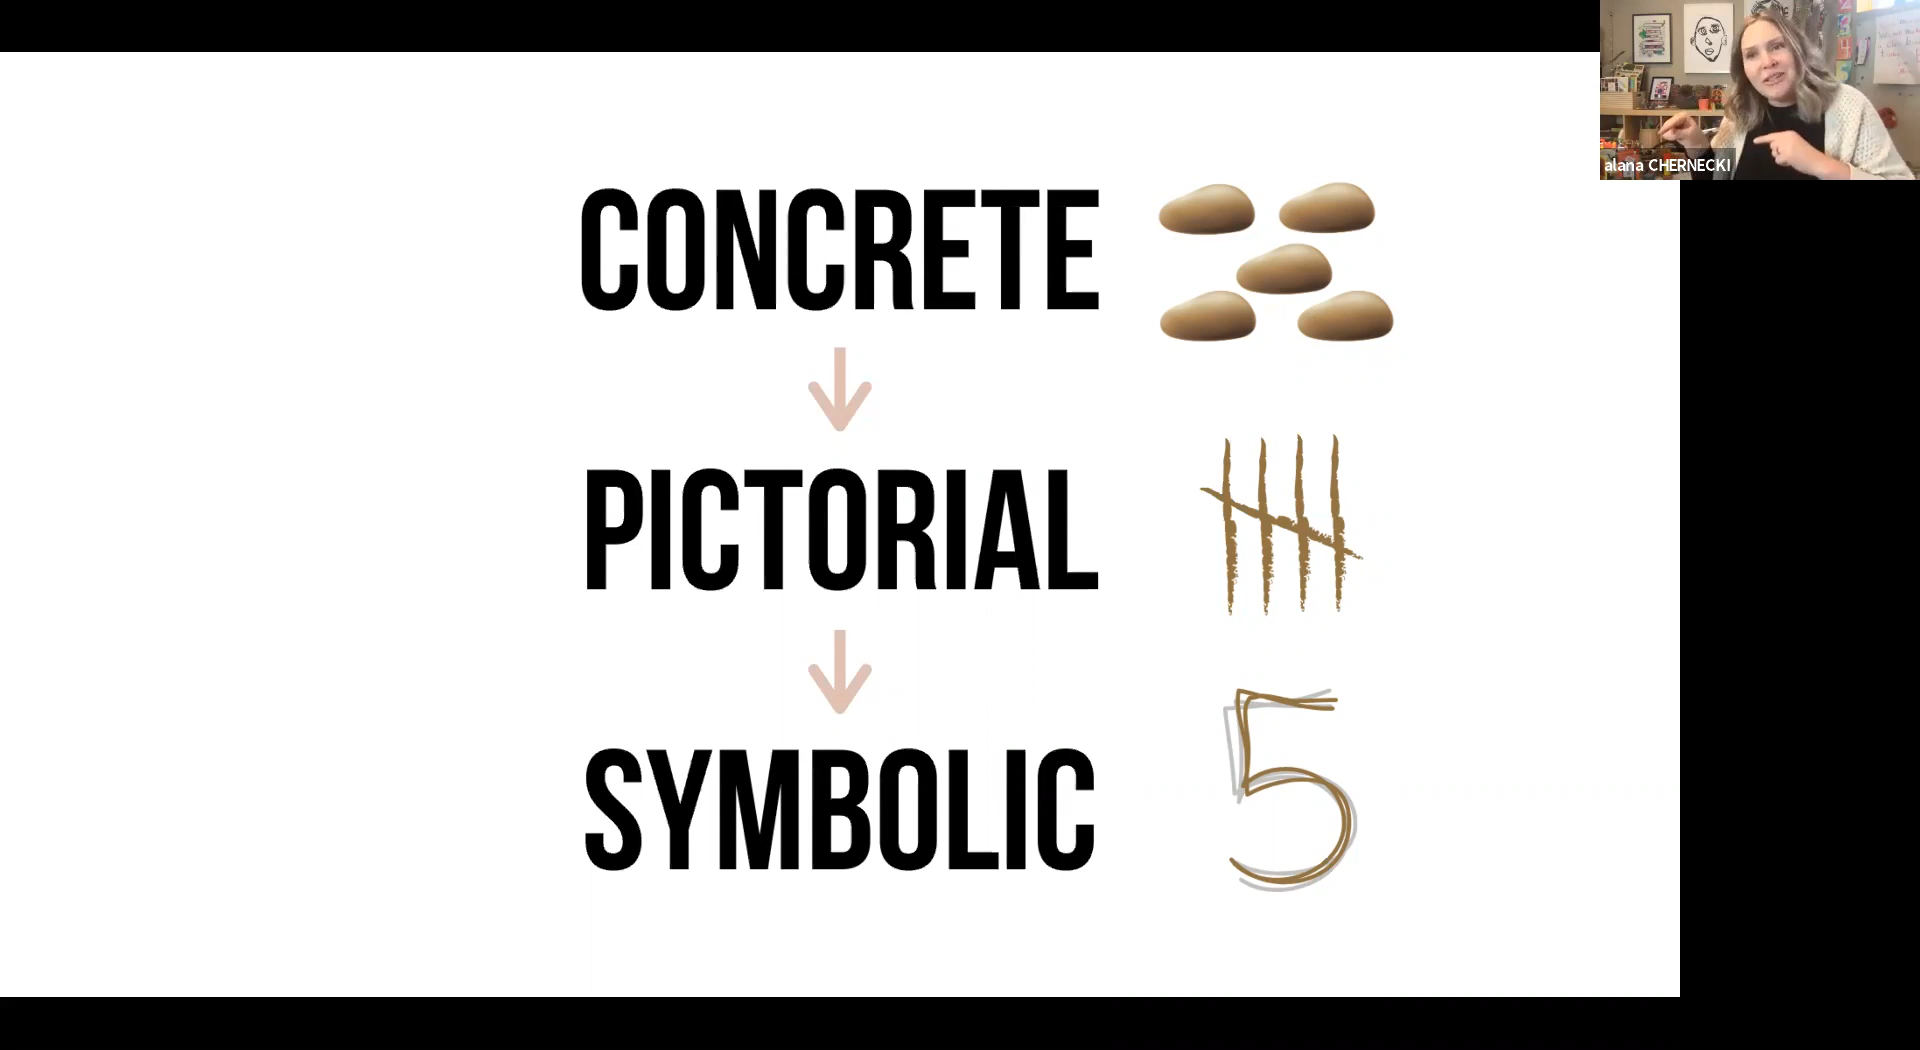 CONCRETE
PICTORIAL
SYMBOLIC
5
alana CHERNECKI